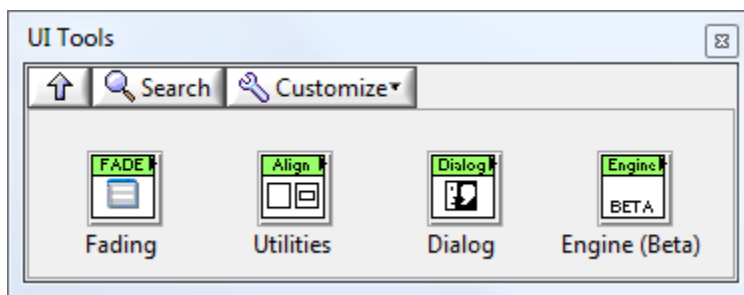 UI Tools
Search Customize
FADE Align Dialog Engine
BETA
Fading Utilities Dialog Engine (Beta)